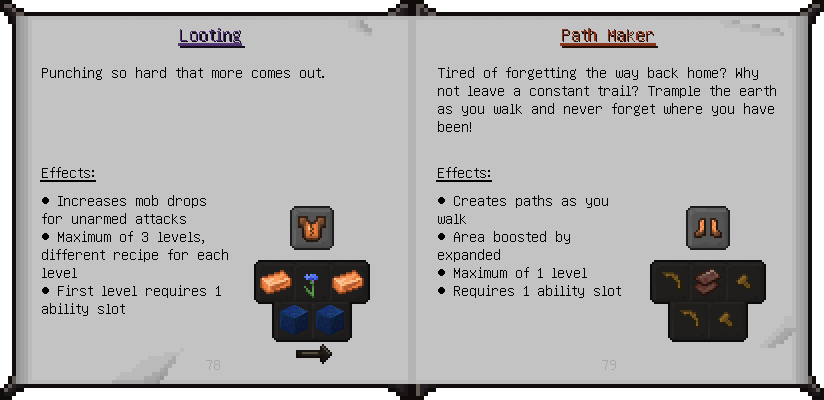 Looting
Punching so hard that more comes out.
Effects:
● Increases mob drops
for unarmed attacks
● Maximum of 3 levels,
different recipe for each
level
● First level requires 1
ability slot
78
Path Maker
Tired of forgetting the way back home? Why
not leave a constant trail? Trample the earth
as you walk and never forget where you have
been!
Effects:
● Creates paths as you
walk
● Area boosted by
expanded
● Maximum of 1 level
● Requires 1 ability slot
79